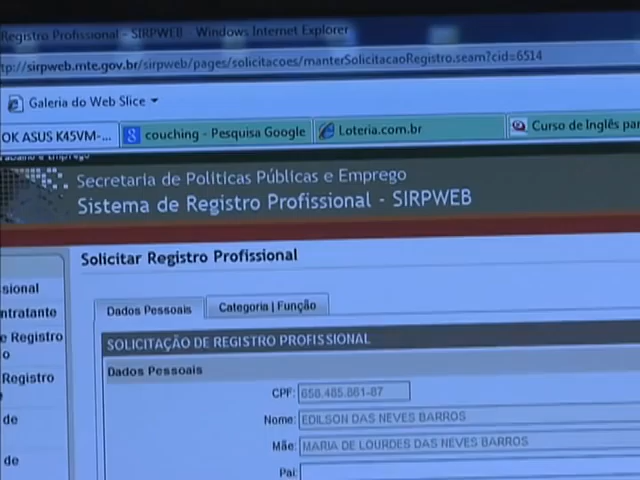 Registro Profissional - SIRPWEB - Windows Internet Explorer
tp://sirpweb.mte.gov.br/sirpweb/pages/solicitacoes/manterSolicitacaoRegistro.seam?cid=6514
Galeria do Web Slice
OK ASUS K45VM-... couching - Pesquisa Google Loteria.com.br Curso de Inglês par
Secretaria de Políticas Públicas e Emprego
Sistema de Registro Profissional - SIRPWEB
Solicitar Registro Profissional
ssional
ntratante
e Registro
o
Registro
de
de
Dados Pessoais Categoria | Função
SOLICITAÇÃO DE REGISTRO PROFISSIONAL
Dados Pessoais
CPF: 658.485.861-87
Nome: EDILSON DAS NEVES BARROS
Mãe: MARIA DE LOURDES DAS NEVES BARROS
Pai: